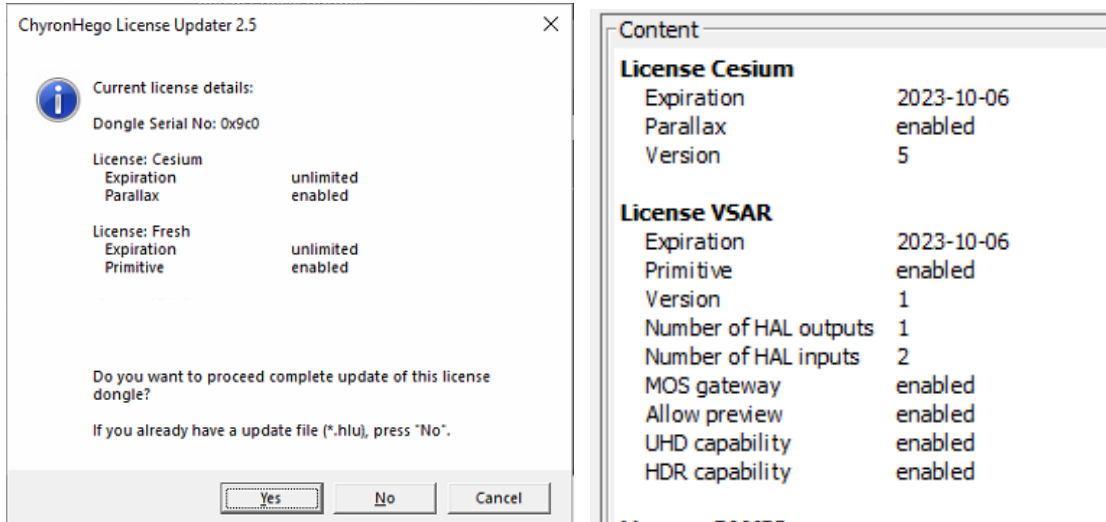 ChyronHego License Updater 2.5
Current license details:
Dongle Serial No: 0x9c0
License: Cesium
Expiration unlimited
Parallax enabled
License: Fresh
Expiration unlimited
Primitive enabled
Do you want to proceed complete update of this license
dongle?
If you already have a update file (*.hlu), press "No".
Yes No Cancel
Content
License Cesium
Expiration 2023-10-06
Parallax enabled
Version 5
License VSAR
Expiration 2023-10-06
Primitive enabled
Version 1
Number of HAL outputs 1
Number of HAL inputs 2
MOS gateway enabled
Allow preview enabled
UHD capability enabled
HDR capability enabled